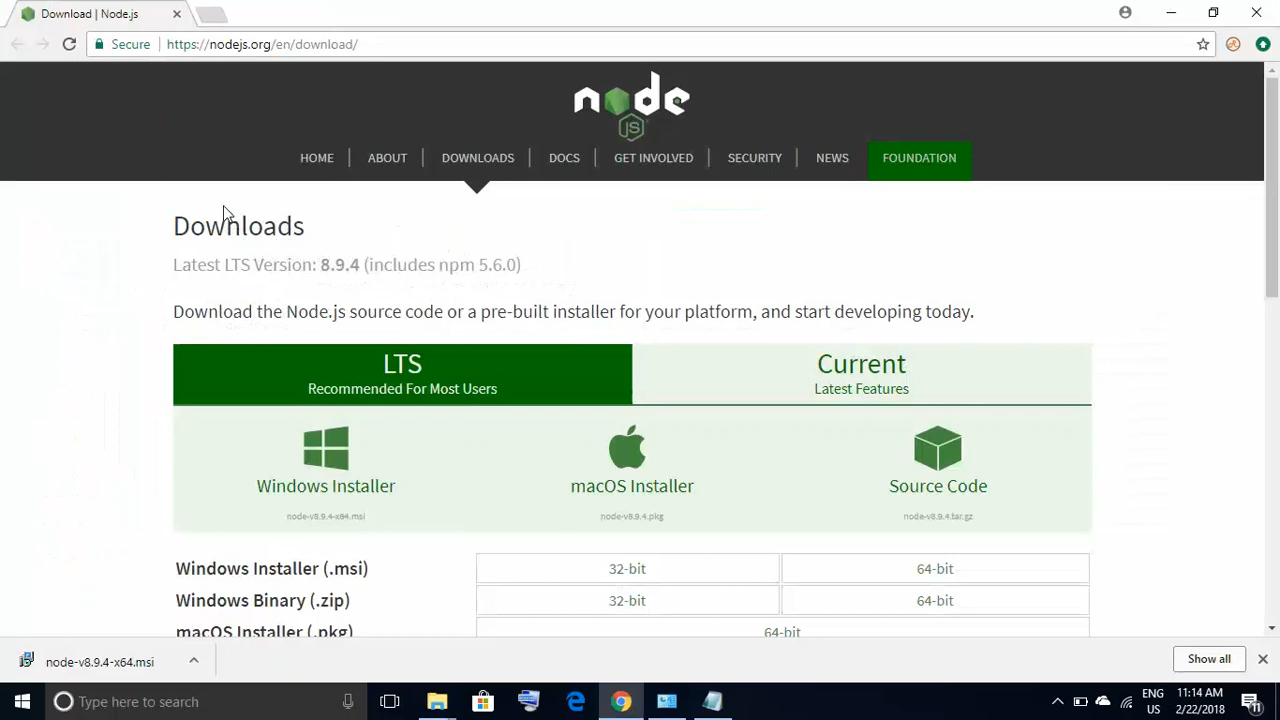 Download | Node.js
Secure https://nodejs.org/en/download/
node
JS
HOME ABOUT DOWNLOADS DOCS GET INVOLVED SECURITY NEWS FOUNDATION
Downloads
Latest LTS Version: 8.9.4 (includes npm 5.6.0)
Download the Node.js source code or a pre-built installer for your platform, and start developing today.
LTS
Recommended For Most Users
Current
Latest Features
Windows Installer
node-v8.9.4-x64.msi
macOS Installer
node-v8.9.4.pkg
Source Code
node-v8.9.4.tar.gz
Windows Installer (.msi) 32-bit 64-bit
Windows Binary (.zip) 32-bit 64-bit
macOS Installer (.pkg) 64-bit
node-v8.9.4-x64.msi
Show all
Type here to search
ENG
US
11:14 AM
2/22/2018
11